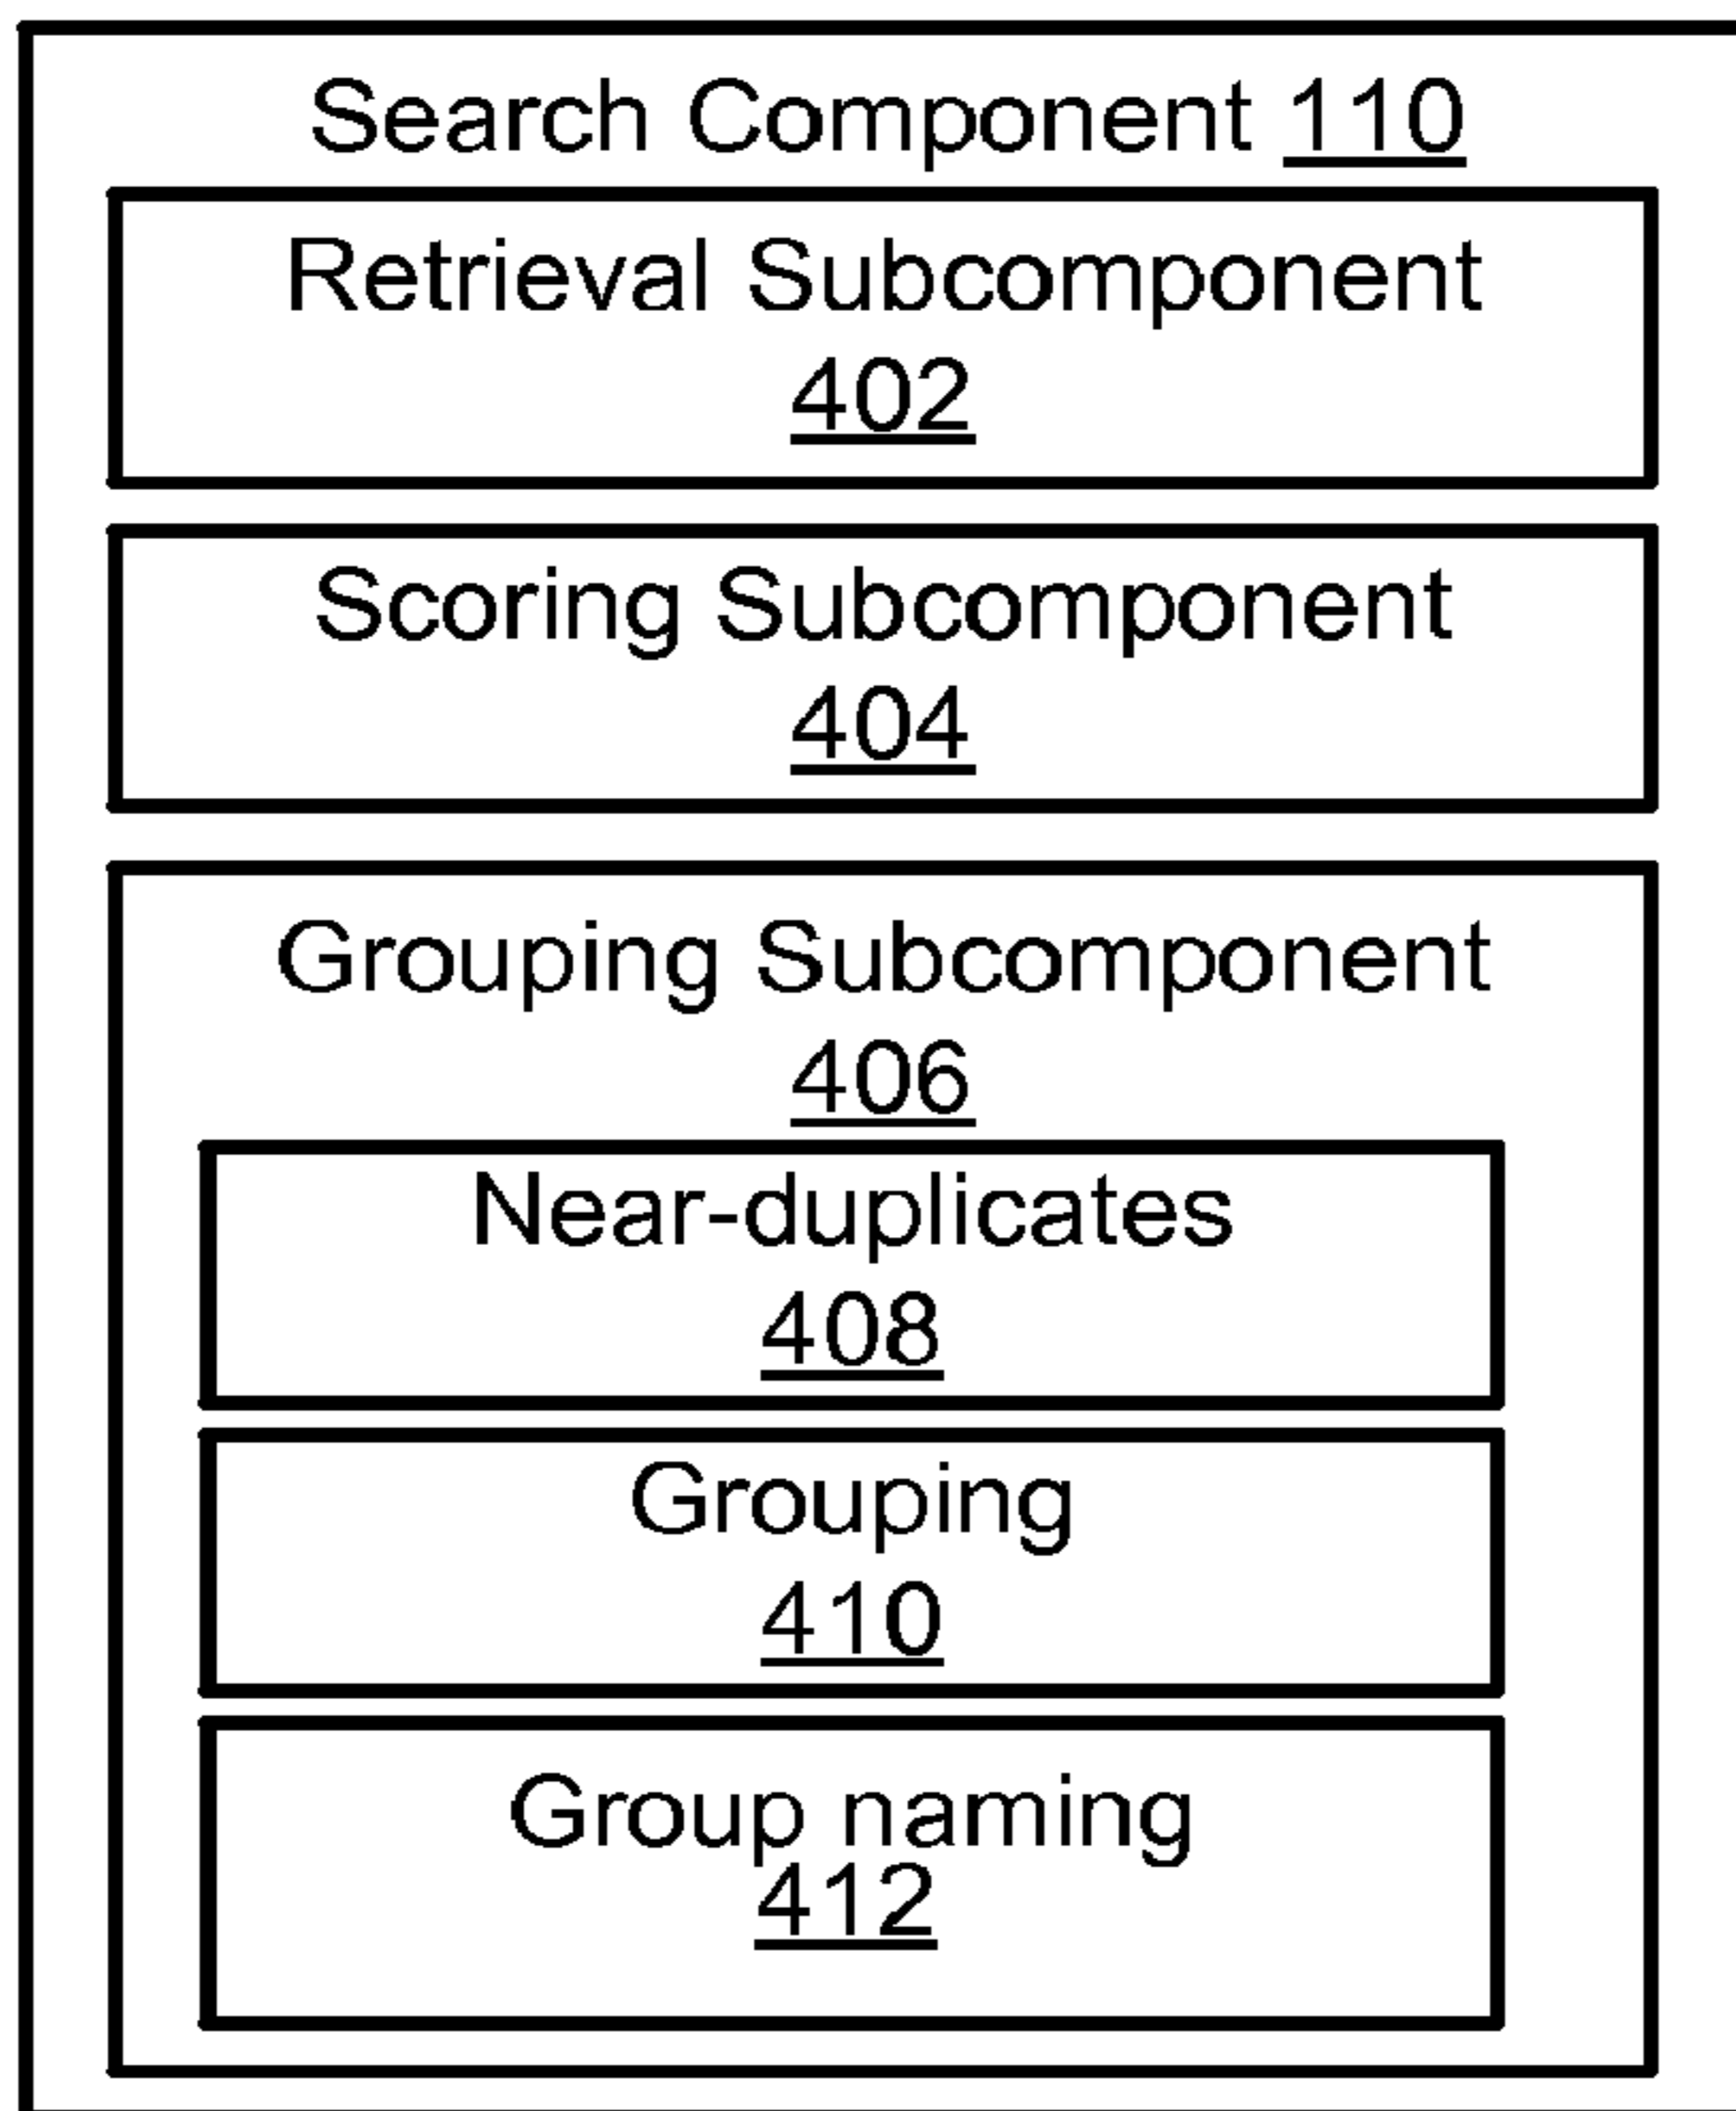 Search Component 110
Retrieval Subcomponent
402
Scoring Subcomponent
404
Grouping Subcomponent
406
Near-duplicates
408
Grouping
410
Group naming
412